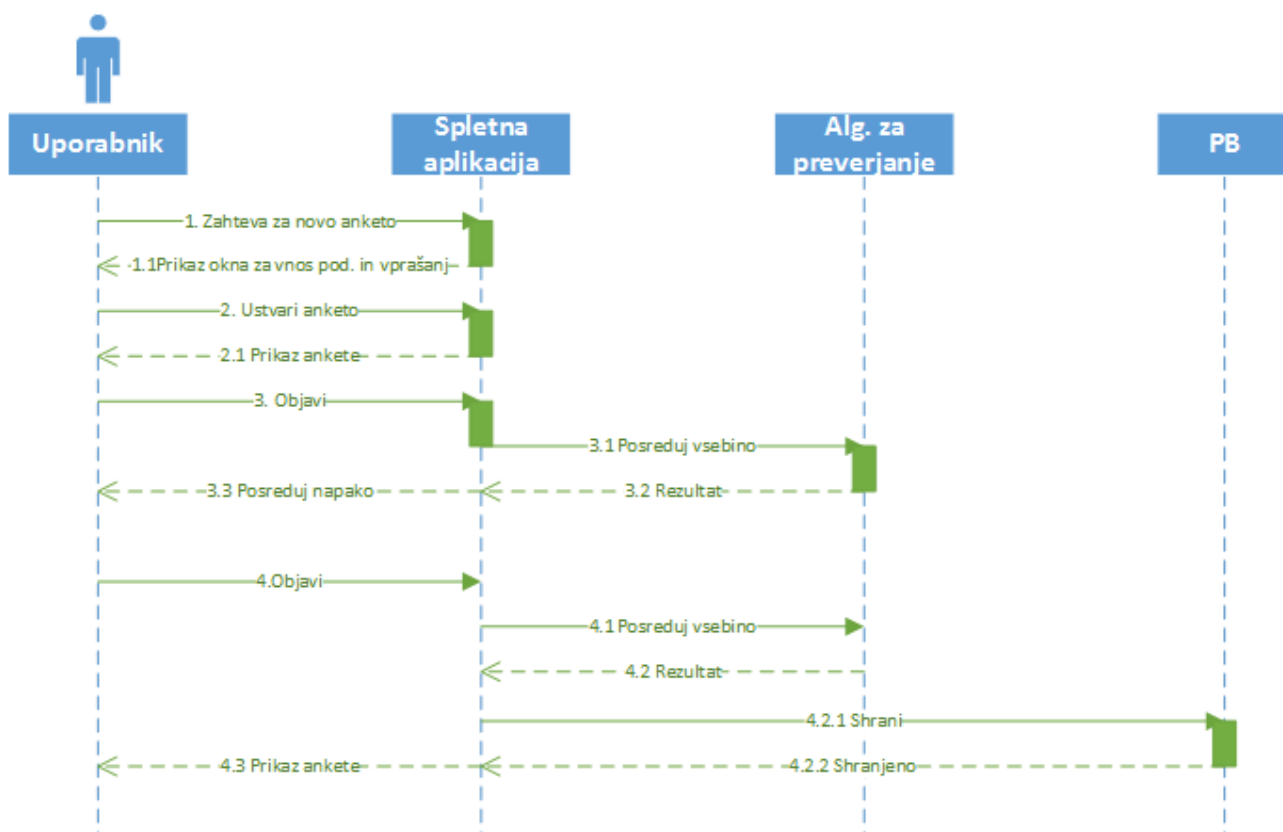 Uporabnik
Spletna
aplikacija
Alg. za
preverjanje
PB
1. Zahteva za novo anketo
1.1Prikaz okna za vnos pod. in vprašanj
2. Ustvari anketo
2.1 Prikaz ankete
3. Objavi
3.1 Posreduj vsebino
3.3 Posreduj napako
3.2 Rezultat
4.Objavi
4.1 Posreduj vsebino
4.2 Rezultat
4.2.1 Shrani
4.3 Prikaz ankete
4.2.2 Shranjeno